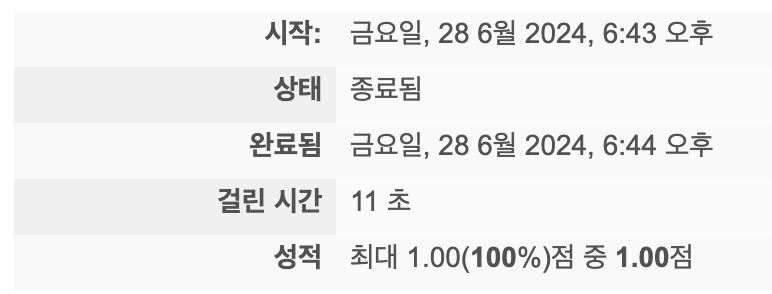 시작: 금요일, 28 6월 2024, 6:43 오후
상태 종료됨
완료됨 금요일, 28 6월 2024, 6:44 오후
걸린 시간 11 초
성적 최대 1.00(100%)점 중 1.00점